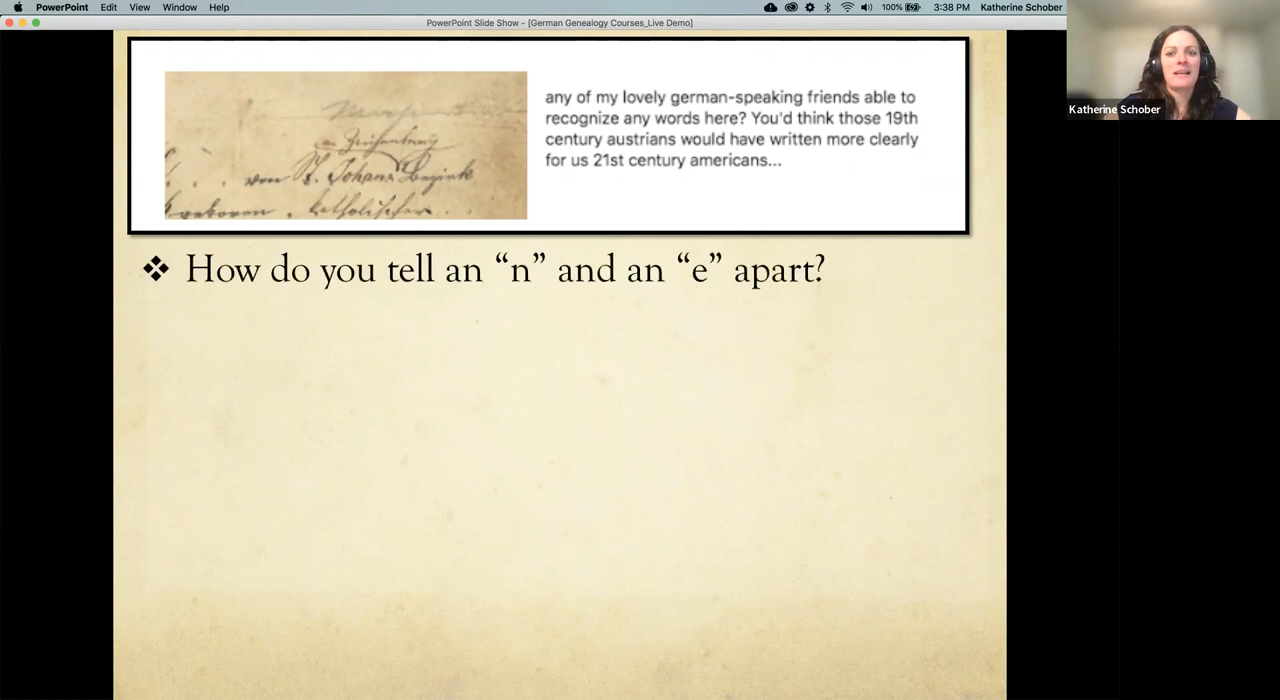 PowerPoint Edit View Window Help 100% 3:38 PM Katherine Schober
PowerPoint Slide Show - [German Genealogy Courses_Live Demo]
Katherine Schober
von J. Johann
geboren, katholischer
any of my lovely german-speaking friends able to
recognize any words here? You'd think those 19th
century austrians would have written more clearly
for us 21st century americans...
❖ How do you tell an “n” and an “e” apart?